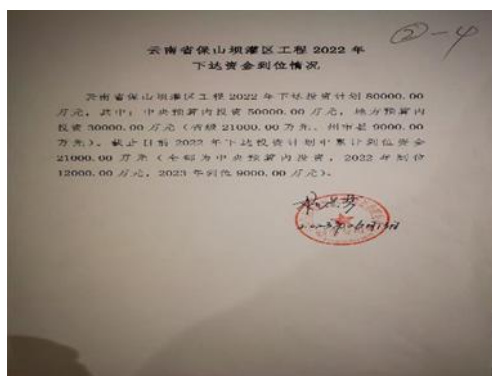 ②-4
云南省保山坝灌区工程 2022 年
下达资金到位情况
云南省保山坝灌区工程 2022 年下达投资计划 80000.00
万元，其中：中央预算内投资 50000.00 万元，地方预算内
投资 30000.00 万元（省级 21000.00 万元、州市县 9000.00
万元）。截止目前 2022 年下达投资计划中累计到位资金
21000.00 万元（全部为中央预算内投资，2022 年到位
12000.00 万元，2023 年到位 9000.00 万元）。